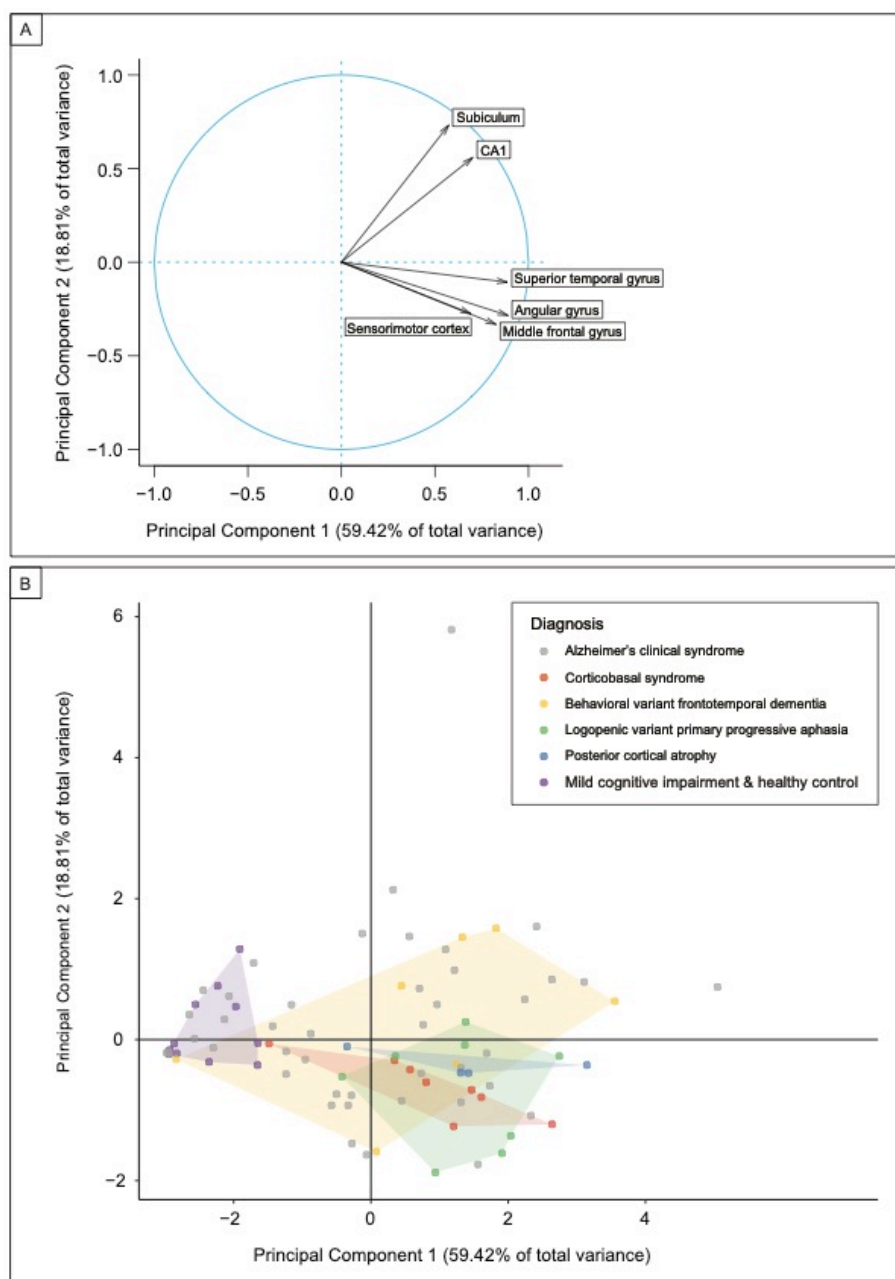 A
Principal Component 2 (18.81% of total variance)
1.0
0.5
0.0
−0.5
−1.0
Subiculum
CA1
Superior temporal gyrus
Angular gyrus
Sensorimotor cortex
Middle frontal gyrus
−1.0
−0.5
0.0
0.5
1.0
Principal Component 1 (59.42% of total variance)
B
Principal Component 2 (18.81% of total variance)
6
4
2
0
−2
Diagnosis
Alzheimer's clinical syndrome
Corticobasal syndrome
Behavioral variant frontotemporal dementia
Logopenic variant primary progressive aphasia
Posterior cortical atrophy
Mild cognitive impairment & healthy control
−2
0
2
4
Principal Component 1 (59.42% of total variance)